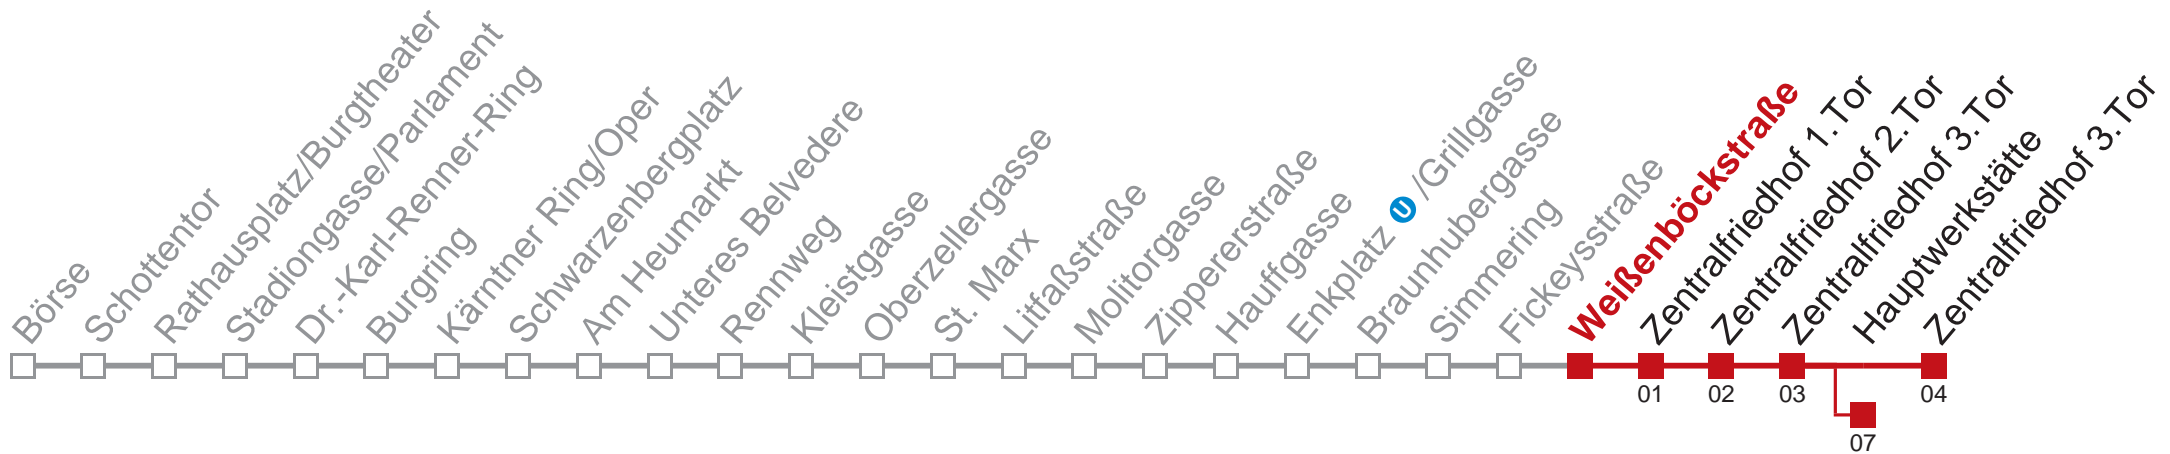 Börse
Schottentor
Rathausplatz/Burgtheater
Stadiongasse/Parlament
Dr.-Karl-Renner-Ring
Burgring
Kärntner Ring/Oper
Schwarzenbergplatz
Am Heumarkt
Unteres Belvedere
Rennweg
Kleistgasse
Oberzellergasse
St. Marx
Litfaßstraße
Molitorgasse
Zippererstraße
Hauffgasse
Enkplatz U /Grillgasse
Braunhubergasse
Simmering
Fickeysstraße
Weißenböckstraße
Zentralfriedhof 1.Tor
Zentralfriedhof 2.Tor
Zentralfriedhof 3.Tor
Hauptwerkstätte
Zentralfriedhof 3.Tor
01 02 03 04
07